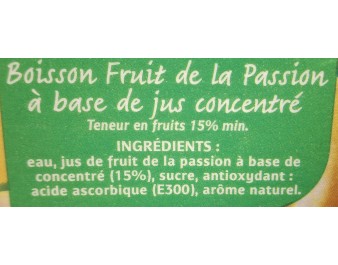 Boisson Fruit de la Passion
à base de jus concentré
Teneur en fruits 15% min.
INGRÉDIENTS :
eau, jus de fruit de la passion à base de
concentré (15%), sucre, antioxydant :
acide ascorbique (E300), arôme naturel.